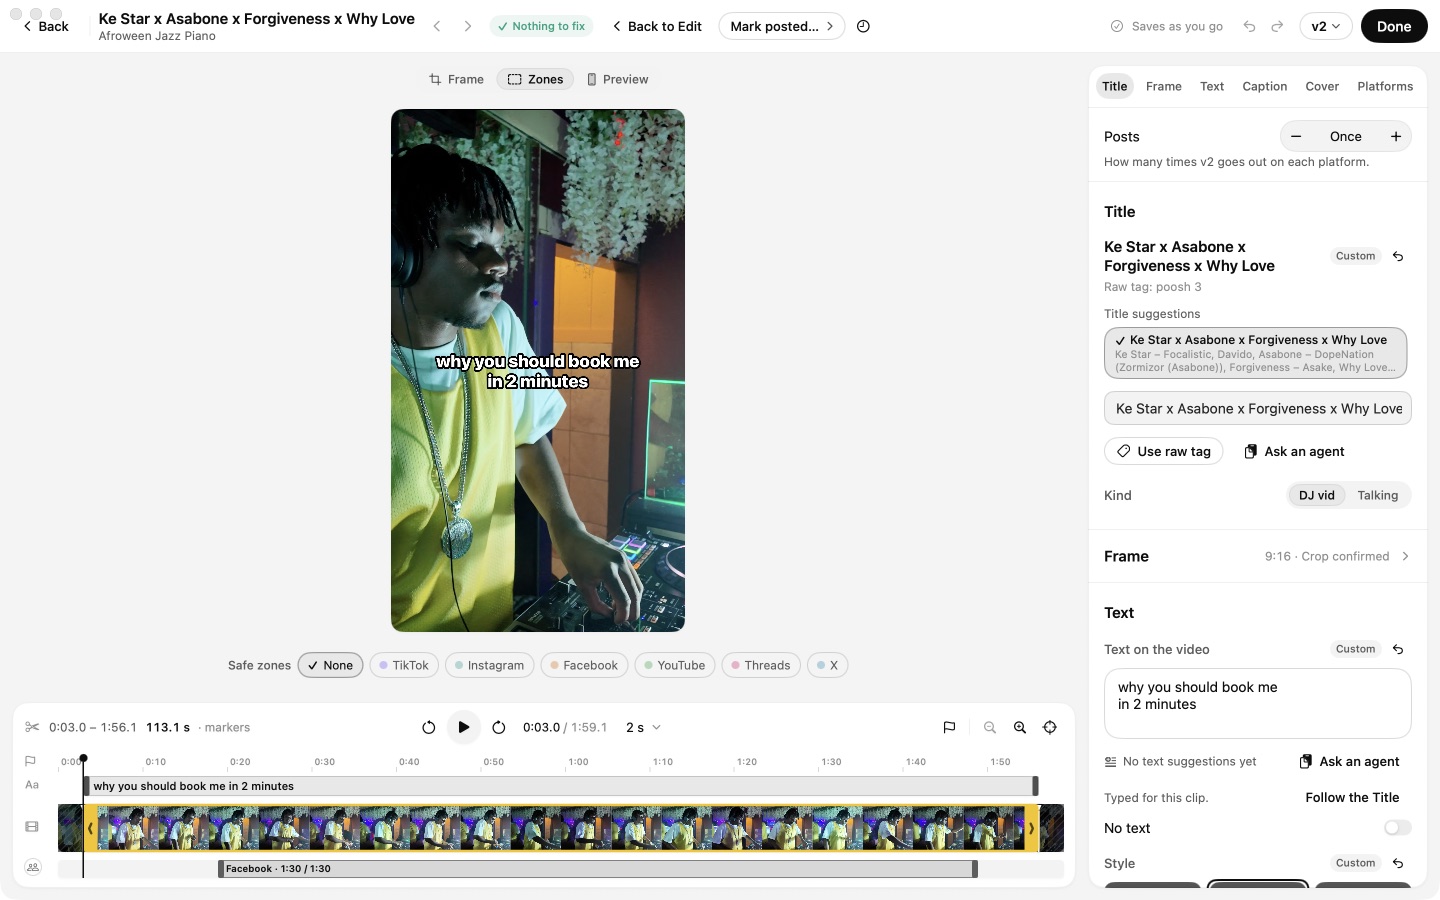 Back
Ke Star x Asabone x Forgiveness x Why Love
Afroween Jazz Piano
Nothing to fix
Back to Edit
Mark posted...
Saves as you go
v2
Done
Frame
Zones
Preview
why you should book me
in 2 minutes
Safe zones
None
TikTok
Instagram
Facebook
YouTube
Threads
X
0:03.0 – 1:56.1 113.1 s · markers
0:03.0 / 1:59.1
2 s
0:00
0:10
0:20
0:30
0:40
0:50
1:00
1:10
1:20
1:30
1:40
1:50
Aa
why you should book me in 2 minutes
Facebook · 1:30 / 1:30
Title
Frame
Text
Caption
Cover
Platforms
Posts
Once
How many times v2 goes out on each platform.
Title
Ke Star x Asabone x
Forgiveness x Why Love
Custom
Raw tag: poosh 3
Title suggestions
Ke Star x Asabone x Forgiveness x Why Love
Ke Star – Focalistic, Davido, Asabone – DopeNation
(Zormizor (Asabone)), Forgiveness – Asake, Why Love...
Ke Star x Asabone x Forgiveness x Why Love
Use raw tag
Ask an agent
Kind
DJ vid
Talking
Frame
9:16 · Crop confirmed
Text
Text on the video
Custom
why you should book me
in 2 minutes
No text suggestions yet
Ask an agent
Typed for this clip.
Follow the Title
No text
Style
Custom